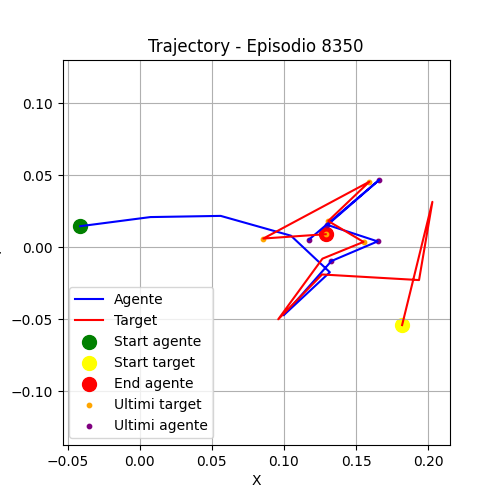 Trajectory - Episodio 8350
0.10
0.05
0.00
−0.05
−0.10
Agente
Target
Start agente
Start target
End agente
Ultimi target
Ultimi agente
−0.05
0.00
0.05
0.10
0.15
0.20
X